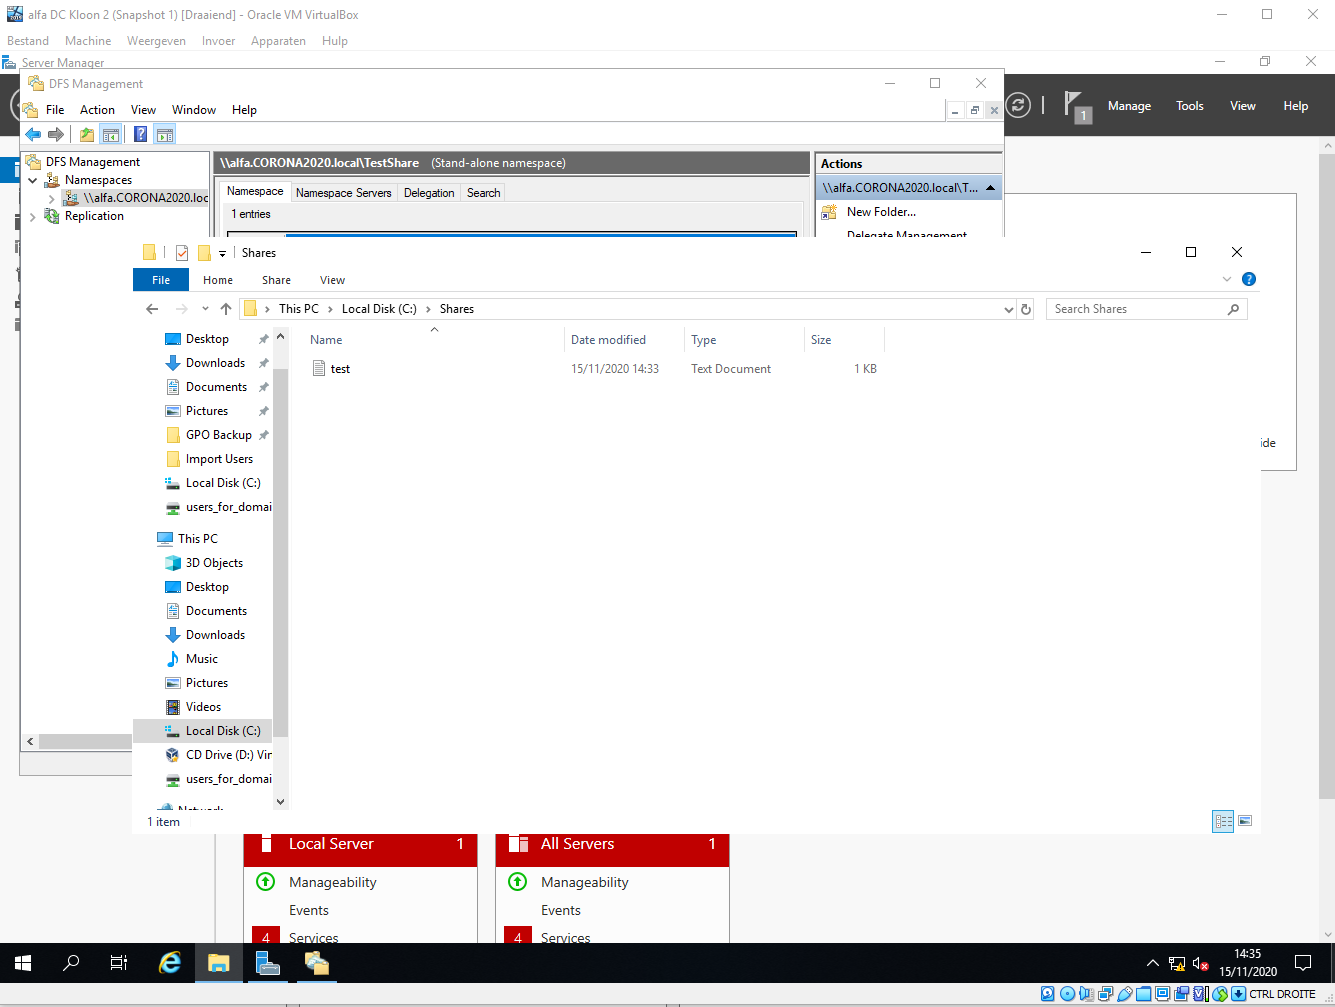 alfa DC Kloon 2 (Snapshot 1) [Draaiend] - Oracle VM VirtualBox
Bestand Machine Weergeven Invoer Apparaten Hulp
Server Manager
DFS Management
File Action View Window Help
1 Manage Tools View Help
DFS Management
Namespaces
\\alfa.CORONA2020.loc
Replication
\\alfa.CORONA2020.local\TestShare (Stand-alone namespace)
Namespace Namespace Servers Delegation Search
1 entries
Actions
\\alfa.CORONA2020.local\T...
New Folder...
Delegate Management
Shares
File Home Share View
This PC Local Disk (C:) Shares
Search Shares
Name Date modified Type Size
test 15/11/2020 14:33 Text Document 1 KB
Desktop
Downloads
Documents
Pictures
GPO Backup
Import Users
Local Disk (C:)
users_for_domai
This PC
3D Objects
Desktop
Documents
Downloads
Music
Pictures
Videos
Local Disk (C:)
CD Drive (D:) Vir
users_for_domai
Network
1 item
ide
Local Server 1
Manageability
Events
4 Services
All Servers 1
Manageability
Events
4 Services
14:35
15/11/2020
CTRL DROITE